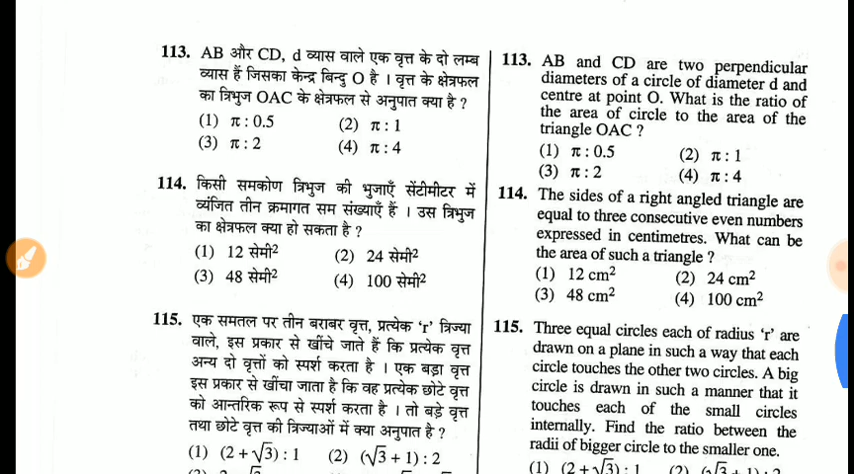 113. AB और CD, d व्यास वाले एक वृत्त के दो लम्ब
व्यास हैं जिसका केन्द्र बिन्दु O है । वृत्त के क्षेत्रफल
का त्रिभुज OAC के क्षेत्रफल से अनुपात क्या है ?
(1) π : 0.5 (2) π : 1
(3) π : 2 (4) π : 4
114. किसी समकोण त्रिभुज की भुजाएँ सेंटीमीटर में
व्यंजित तीन क्रमागत सम संख्याएँ हैं । उस त्रिभुज
का क्षेत्रफल क्या हो सकता है ?
(1) 12 सेमी² (2) 24 सेमी²
(3) 48 सेमी² (4) 100 सेमी²
115. एक समतल पर तीन बराबर वृत्त, प्रत्येक ‘r’ त्रिज्या
वाले, इस प्रकार से खींचे जाते हैं कि प्रत्येक वृत्त
अन्य दो वृत्तों को स्पर्श करता है । एक बड़ा वृत्त
इस प्रकार से खींचा जाता है कि वह प्रत्येक छोटे वृत्त
को आन्तरिक रूप से स्पर्श करता है । तो बड़े वृत्त
तथा छोटे वृत्त की त्रिज्याओं में क्या अनुपात है ?
(1) (2 + √3) : 1 (2) (√3 + 1) : 2
113. AB and CD are two perpendicular
diameters of a circle of diameter d and
centre at point O. What is the ratio of
the area of circle to the area of the
triangle OAC ?
(1) π : 0.5 (2) π : 1
(3) π : 2 (4) π : 4
114. The sides of a right angled triangle are
equal to three consecutive even numbers
expressed in centimetres. What can be
the area of such a triangle ?
(1) 12 cm² (2) 24 cm²
(3) 48 cm² (4) 100 cm²
115. Three equal circles each of radius ‘r’ are
drawn on a plane in such a way that each
circle touches the other two circles. A big
circle is drawn in such a manner that it
touches each of the small circles
internally. Find the ratio between the
radii of bigger circle to the smaller one.
(1) (2 + √3) : 1 (2) (√3 + 1) : 2